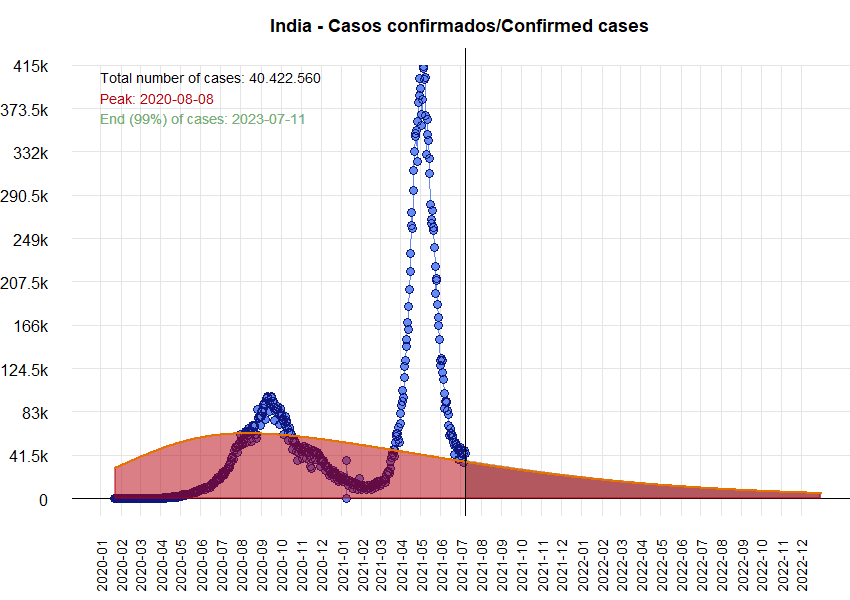 India - Casos confirmados/Confirmed cases
415k
Total number of cases: 40.422.560
Peak: 2020-08-08
373.5k
End (99%) of cases: 2023-07-11
332k
290.5k
249k
207.5k
166k
124.5k
83k
41.5k
0
2020-01
2020-02
2020-03
2020-04
2020-05
2020-06
2020-07
2020-08
2020-09
2020-10
2020-11
2020-12
2021-01
2021-02
2021-03
2021-04
2021-05
2021-06
2021-07
2021-08
2021-09
2021-10
2021-11
2021-12
2022-01
2022-02
2022-03
2022-04
2022-05
2022-06
2022-07
2022-08
2022-09
2022-10
2022-11
2022-12